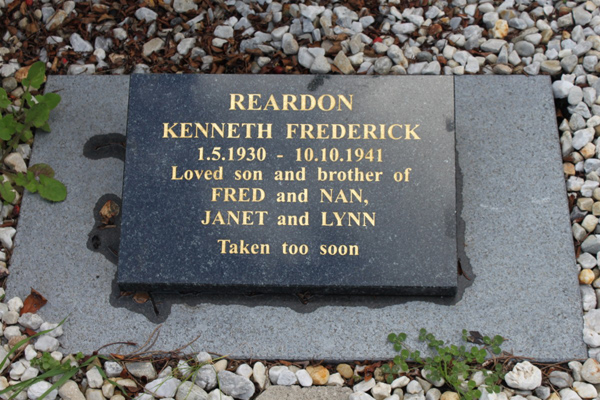 REARDON
KENNETH FREDERICK
1.5.1930 - 10.10.1941
Loved son and brother of
FRED and NAN,
JANET and LYNN
Taken too soon